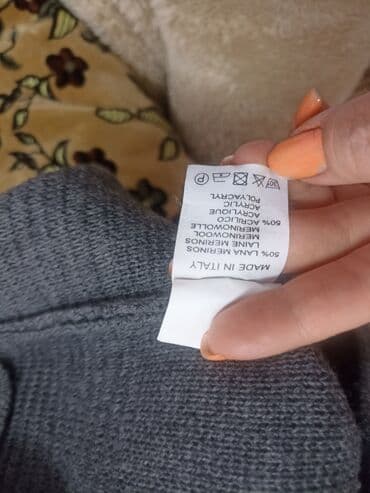 MADE IN ITALY
50% LANA MERINOS
LAINE MERINOS
MERINOWOOL
MERINOWOLLE
50% ACRILICO
ACRYLIQUE
ACRYLIC
POLYACRYL
P